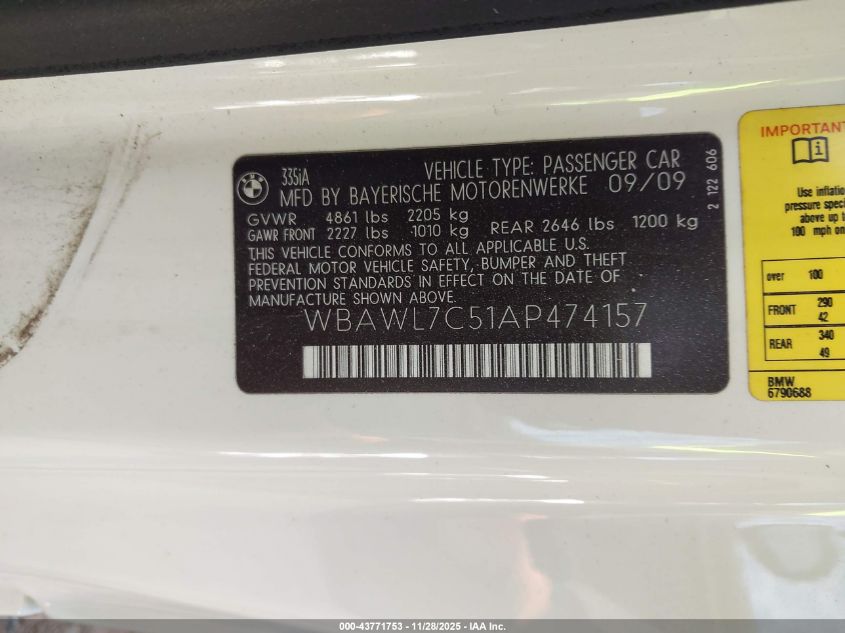 335iA
VEHICLE TYPE: PASSENGER CAR
MFD BY BAYERISCHE MOTORENWERKE 09/09
GVWR 4861 lbs 2205 kg
GAWR FRONT 2227 lbs 1010 kg REAR 2646 lbs 1200 kg
THIS VEHICLE CONFORMS TO ALL APPLICABLE U.S.
FEDERAL MOTOR VEHICLE SAFETY, BUMPER AND THEFT
PREVENTION STANDARDS IN EFFECT ON THE DATE OF
MANUFACTURE SHOWN ABOVE.
WBAWL7C51AP474157
2 122 606
IMPORTANT
Use inflatio
pressure speci
above up to
100 mph on
over 100
FRONT 290
42
REAR 340
49
BMW
6790688
000-43771753 | 11/28/2025 - IAA Inc.